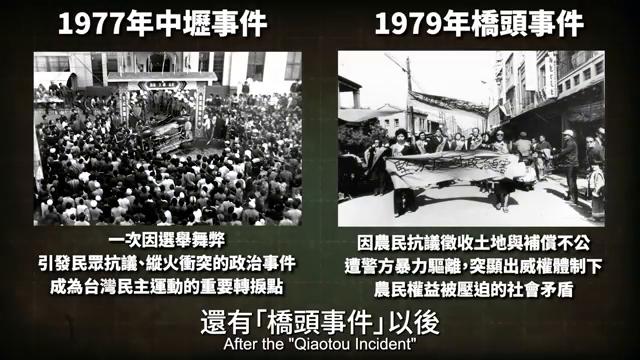 1977年中壢事件
1979年橋頭事件
一次因選舉舞弊
引發民眾抗議、縱火衝突的政治事件
成為台灣民主運動的重要轉捩點
因農民抗議徵收土地與補償不公
遭警方暴力驅離，突顯出威權體制下
農民權益被壓迫的社會矛盾
還有「橋頭事件」以後
After the "Qiaotou Incident"